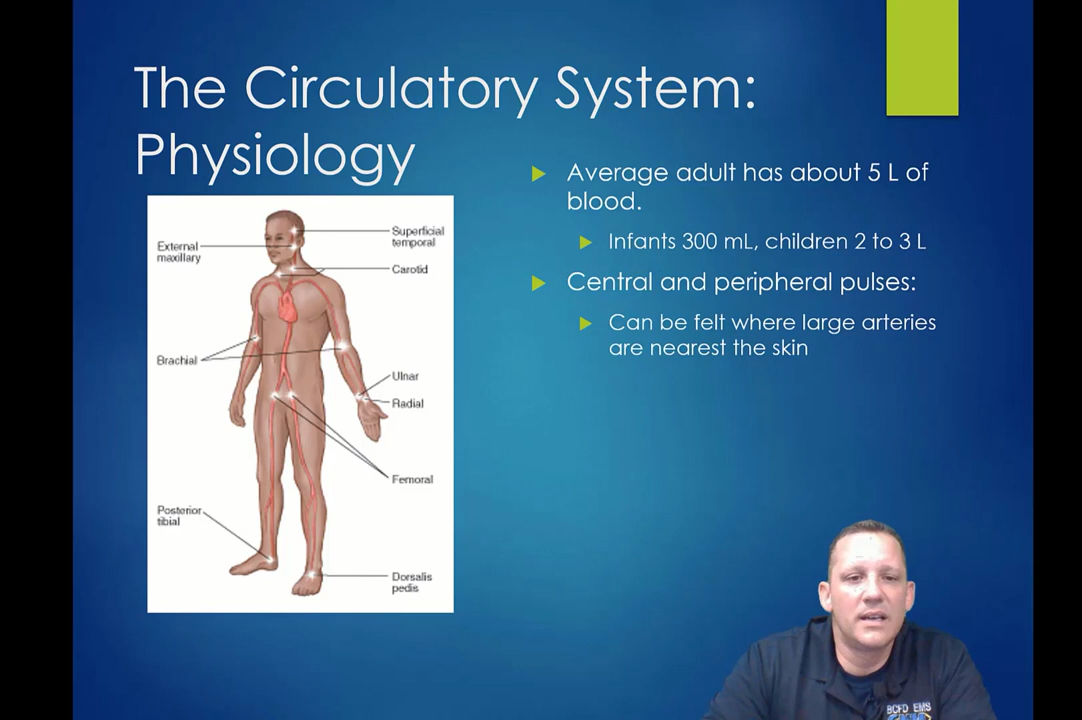 The Circulatory System:
Physiology
Average adult has about 5 L of
blood.
Infants 300 mL, children 2 to 3 L
Central and peripheral pulses:
Can be felt where large arteries
are nearest the skin
Superficial
temporal
External
maxillary
Carotid
Brachial
Ulnar
Radial
Femoral
Posterior
tibial
Dorsalis
pedis
BCFD EMS